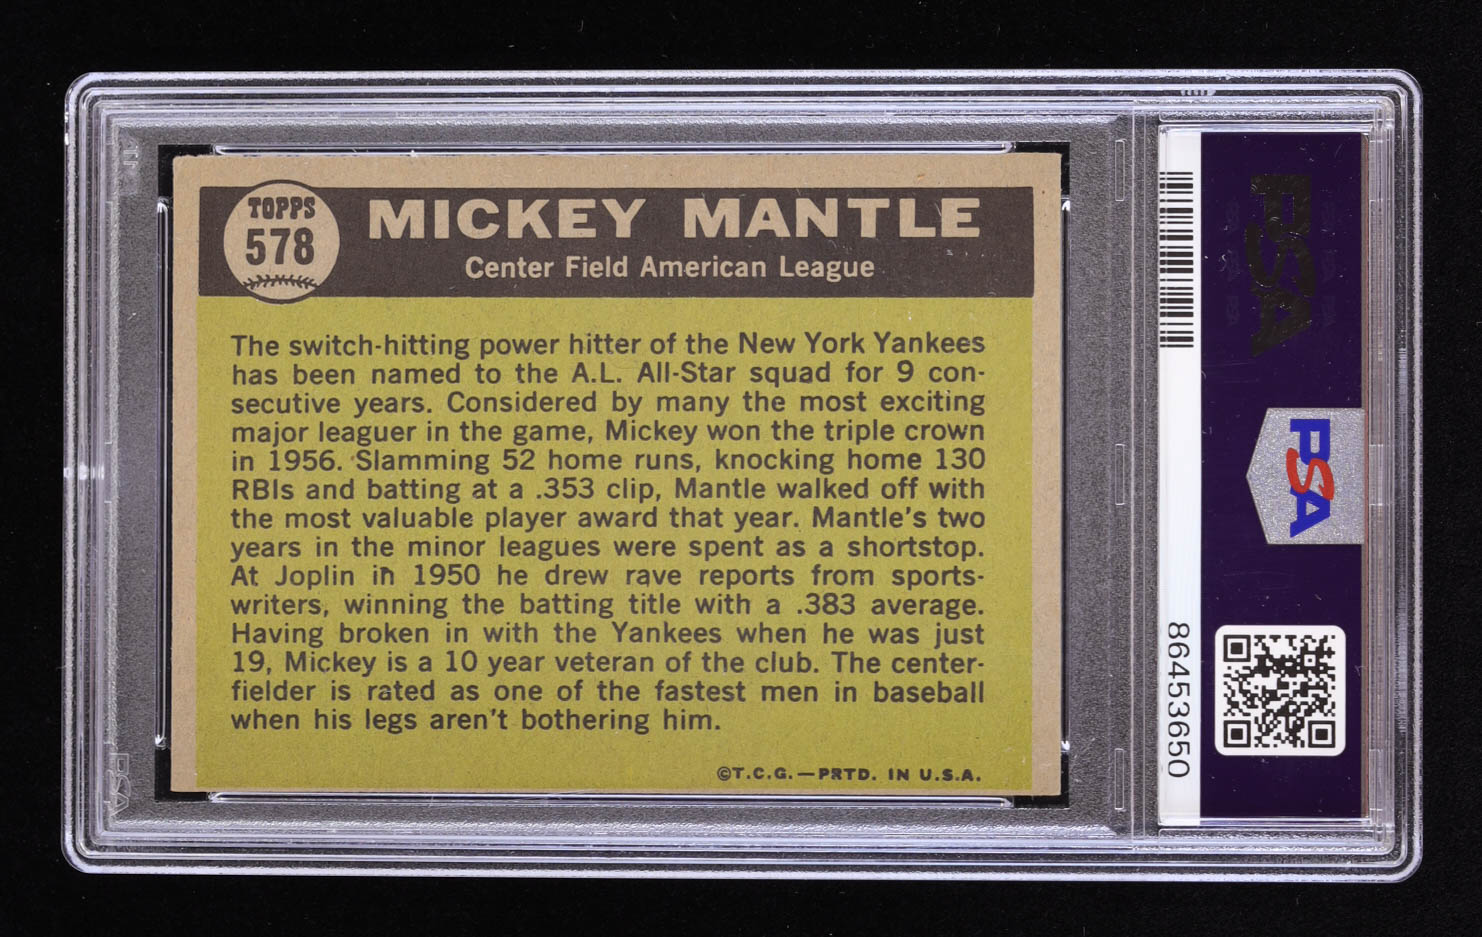 TOPPS
578
MICKEY MANTLE
Center Field American League
The switch-hitting power hitter of the New York Yankees
has been named to the A.L. All-Star squad for 9 con-
secutive years. Considered by many the most exciting
major leaguer in the game, Mickey won the triple crown
in 1956. Slamming 52 home runs, knocking home 130
RBIs and batting at a .353 clip, Mantle walked off with
the most valuable player award that year. Mantle's two
years in the minor leagues were spent as a shortstop.
At Joplin in 1950 he drew rave reports from sports-
writers, winning the batting title with a .383 average.
Having broken in with the Yankees when he was just
19, Mickey is a 10 year veteran of the club. The center-
fielder is rated as one of the fastest men in baseball
when his legs aren't bothering him.
©T.C.G.—PRTD. IN U.S.A.
PSA
PSA
86453650
PSA